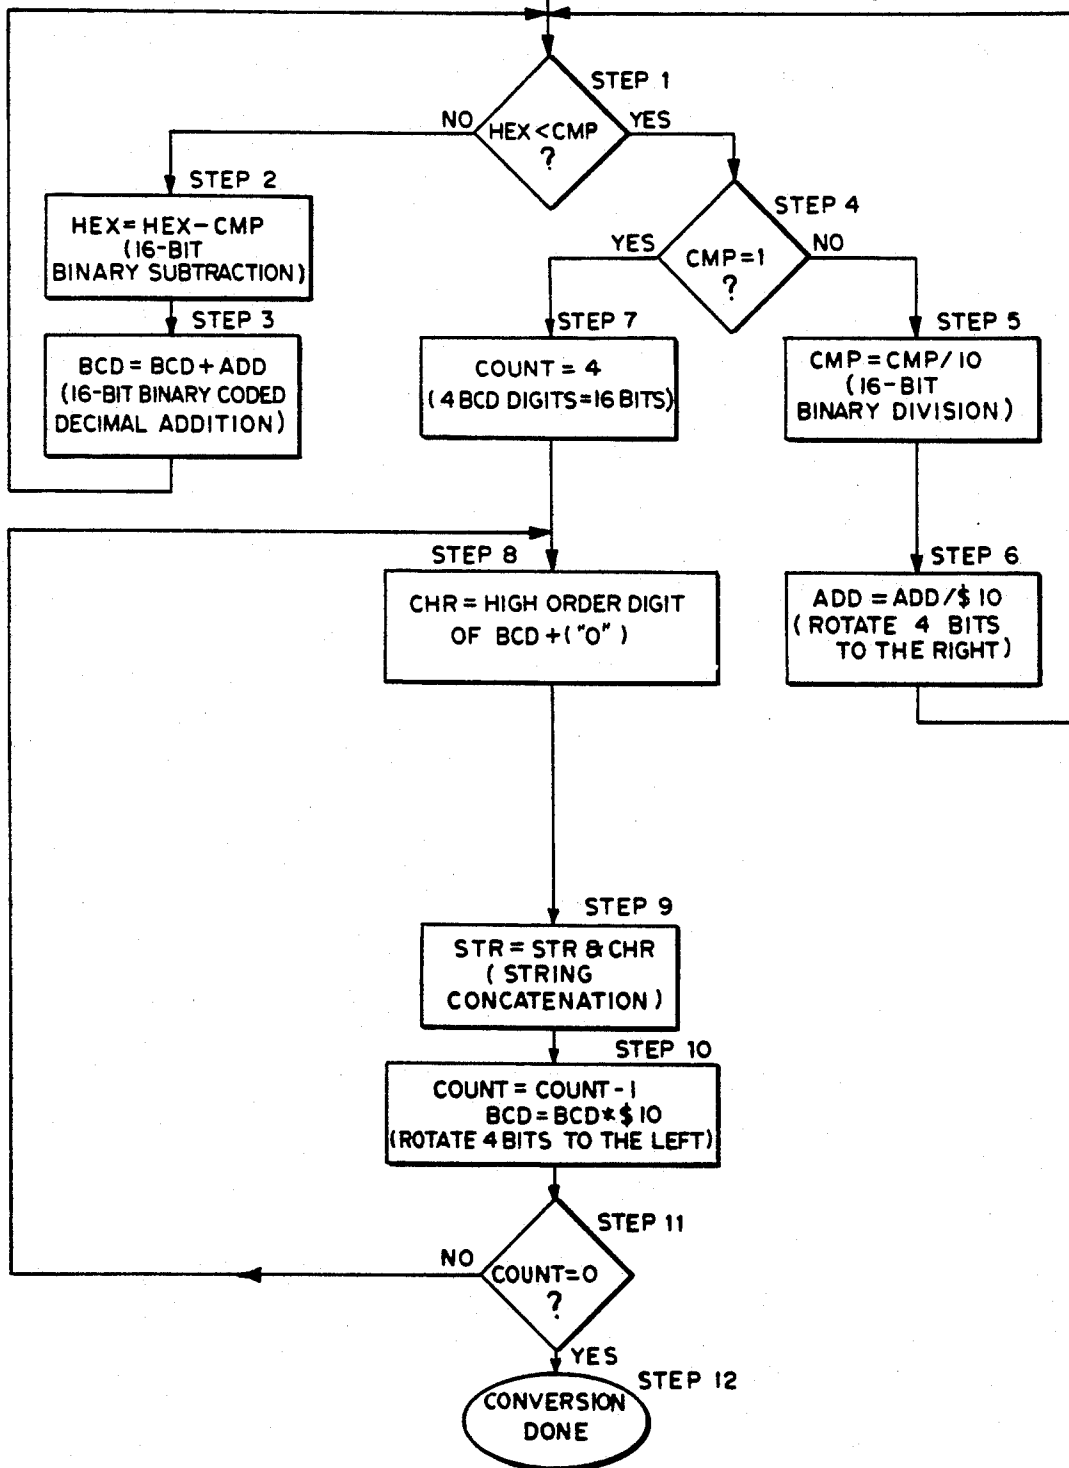 STEP 1
HEX<CMP
?
NO
YES
STEP 2
HEX=HEX-CMP
(16-BIT
BINARY SUBTRACTION)
STEP 3
BCD=BCD+ADD
(16-BIT BINARY CODED
DECIMAL ADDITION)
STEP 4
CMP=1
?
YES
NO
STEP 7
COUNT = 4
(4 BCD DIGITS=16 BITS)
STEP 5
CMP=CMP/10
(16-BIT
BINARY DIVISION)
STEP 6
ADD=ADD/$10
(ROTATE 4 BITS
TO THE RIGHT)
STEP 8
CHR=HIGH ORDER DIGIT
OF BCD+("0")
STEP 9
STR=STR & CHR
(STRING
CONCATENATION)
STEP 10
COUNT=COUNT-1
BCD=BCD*$10
(ROTATE 4 BITS TO THE LEFT)
STEP 11
COUNT=0
?
NO
YES
STEP 12
CONVERSION
DONE